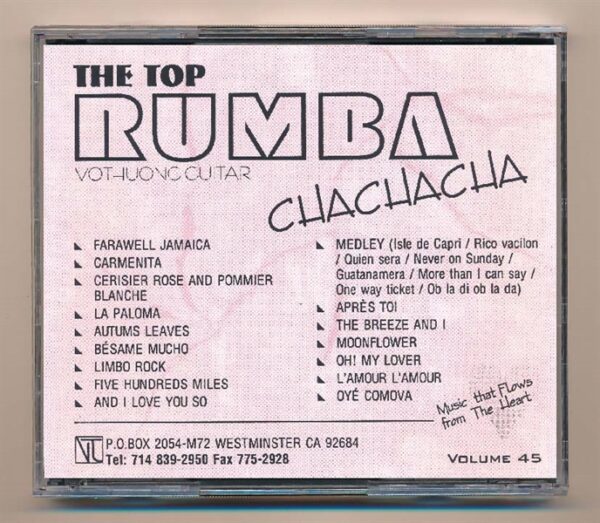 THE TOP
RUMBA
VOTHUONG GUITAR
CHACHACHA
FARAWELL JAMAICA
CARMENITA
CERISIER ROSE AND POMMIER
BLANCHE
LA PALOMA
AUTUMS LEAVES
BÉSAME MUCHO
LIMBO ROCK
FIVE HUNDREDS MILES
AND I LOVE YOU SO
MEDLEY (Isle de Capri / Rico vacilon
/ Quien sera / Never on Sunday /
Guatanamera / More than I can say /
One way ticket / Ob la di ob la da)
APRÈS TOI
THE BREEZE AND I
MOONFLOWER
OH! MY LOVER
L'AMOUR L'AMOUR
OYÉ COMOVA
Music that Flows
from The Heart
P.O.BOX 2054-M72 WESTMINSTER CA 92684
Tel: 714 839-2950 Fax 775-2928
VOLUME 45